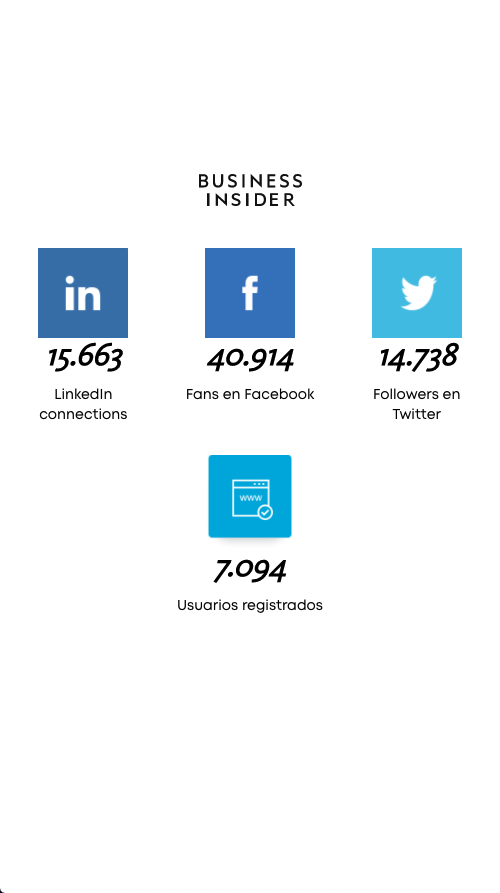 BUSINESS
INSIDER
in
f
15.663
40.914
14.738
LinkedIn
connections
Fans en Facebook
Followers en
Twitter
www
7.094
Usuarios registrados